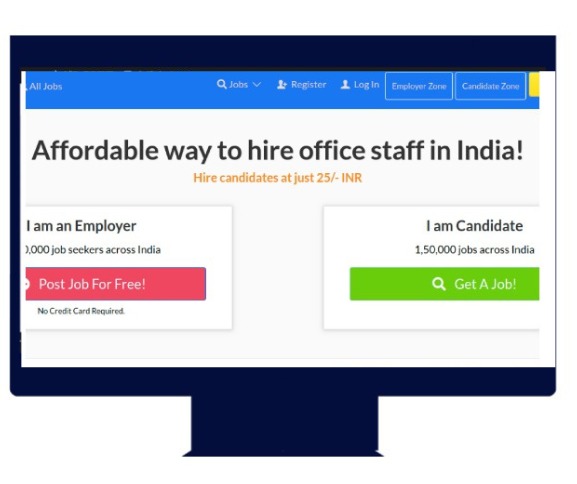 All Jobs
Jobs
Register
Log In
Employer Zone
Candidate Zone
Affordable way to hire office staff in India!
Hire candidates at just 25/- INR
I am an Employer
0,000 job seekers across India
Post Job For Free!
No Credit Card Required.
I am Candidate
1,50,000 jobs across India
Get A Job!